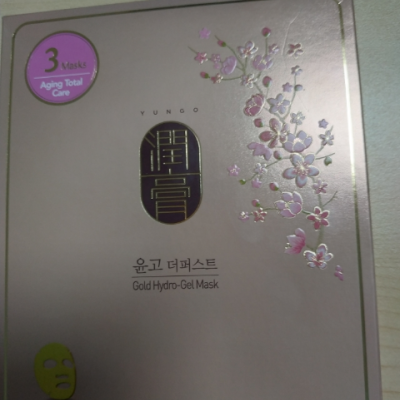 3 Masks
Aging Total
Care
YUNGO
潤
膏
윤고 더퍼스트
Gold Hydro-Gel Mask